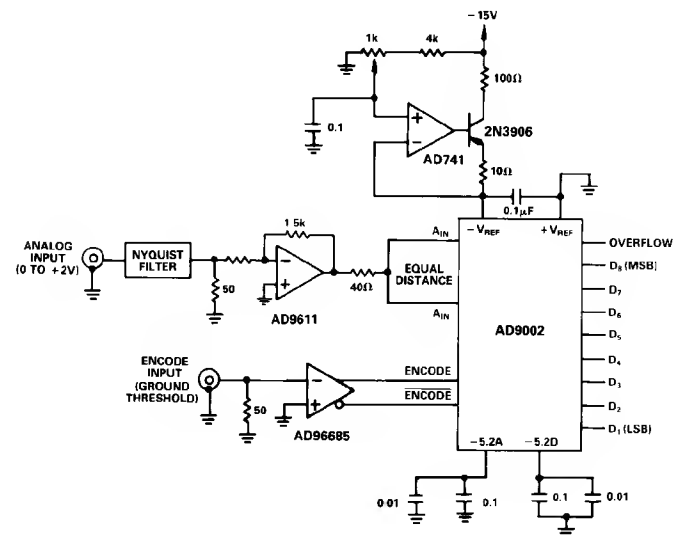 – 15V
1k
4k
100Ω
0.1
+
–
AD741
2N3906
10Ω
0.1µF
– VREF
+ VREF
ANALOG
INPUT
(0 TO +2V)
NYQUIST
FILTER
50
1.5k
–
+
AD9611
40Ω
AIN
EQUAL
DISTANCE
AIN
AD9002
OVERFLOW
D8 (MSB)
D7
D6
D5
D4
D3
D2
D1 (LSB)
ENCODE
INPUT
(GROUND
THRESHOLD)
50
–
+
AD96685
ENCODE
ENCODE
–5.2A
–5.2D
0.01
0.1
0.1
0.01